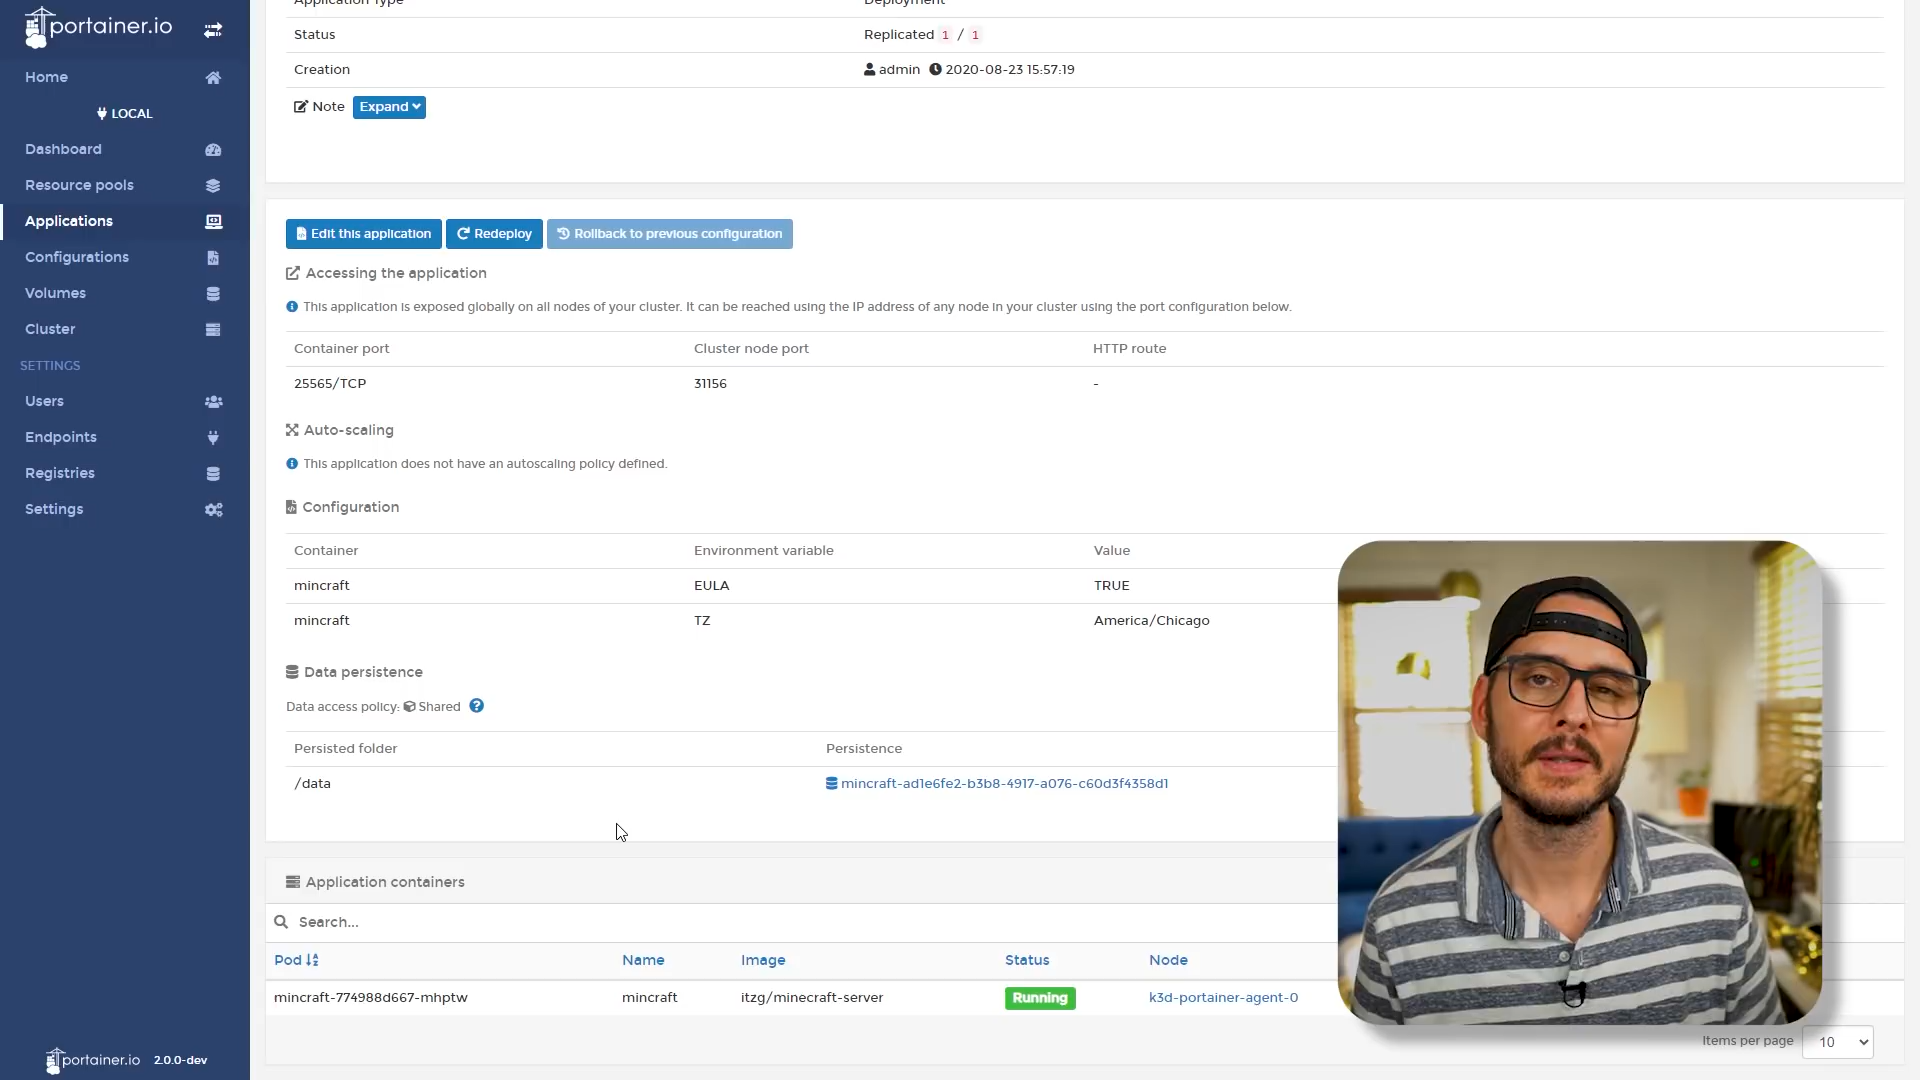 portainer.io
Home
LOCAL
Dashboard
Resource pools
Applications
Configurations
Volumes
Cluster
SETTINGS
Users
Endpoints
Registries
Settings
portainer.io 2.0.0-dev
Application Type Deployment
Status Replicated 1 / 1
Creation admin 2020-08-23 15:57:19
Note Expand
Edit this application Redeploy Rollback to previous configuration
Accessing the application
This application is exposed globally on all nodes of your cluster. It can be reached using the IP address of any node in your cluster using the port configuration below.
Container port Cluster node port HTTP route
25565/TCP 31156 -
Auto-scaling
This application does not have an autoscaling policy defined.
Configuration
Container Environment variable Value
mincraft EULA TRUE
mincraft TZ America/Chicago
Data persistence
Data access policy: Shared ?
Persisted folder Persistence
/data mincraft-ad1e6fe2-b3b8-4917-a076-c60d3f4358d1
Application containers
Search...
Pod Name Image Status Node
mincraft-774988d667-mhptw mincraft itzg/minecraft-server Running k3d-portainer-agent-0
Items per page 10